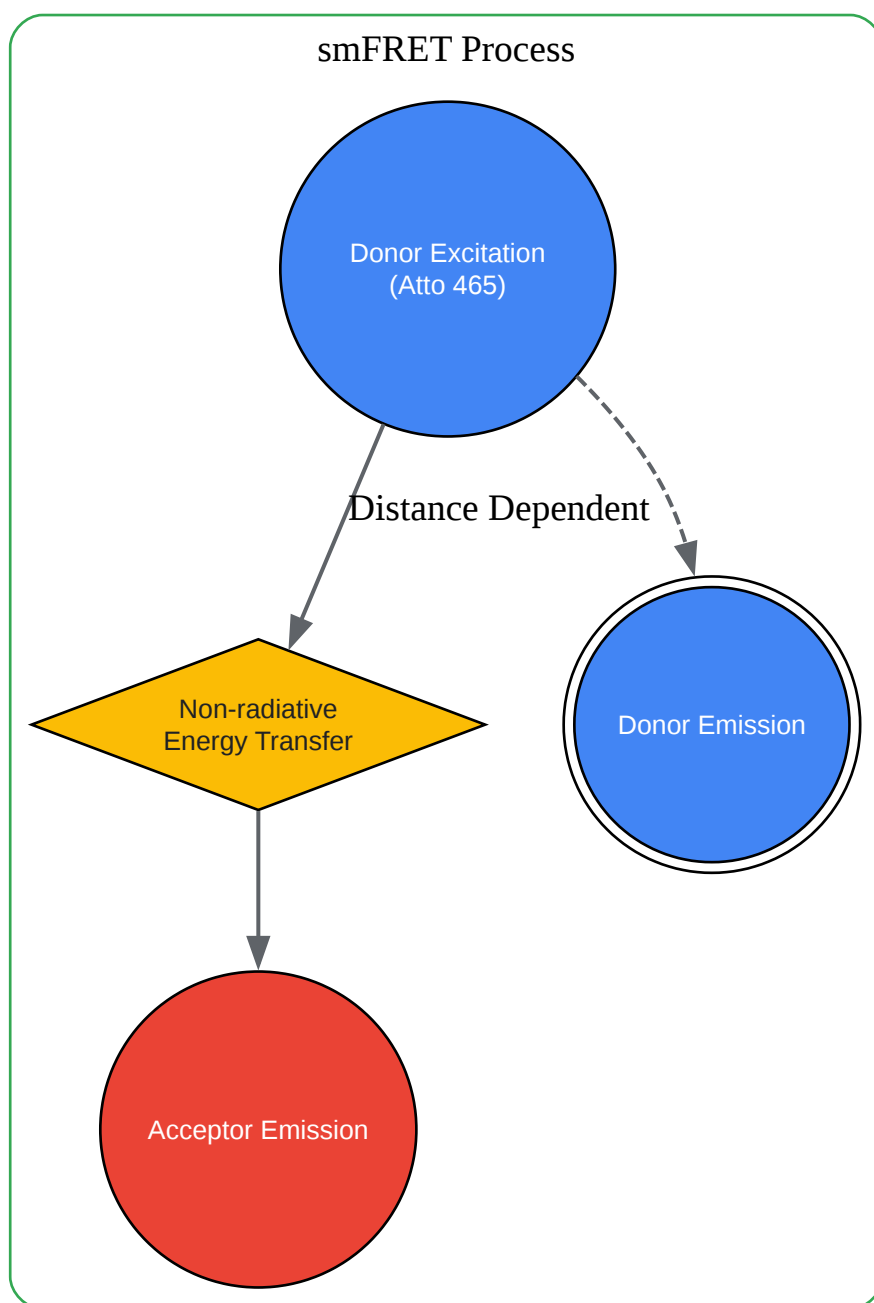 smFRET Process
Donor Excitation
(Atto 465)
Distance Dependent
Non-radiative
Energy Transfer
Donor Emission
Acceptor Emission